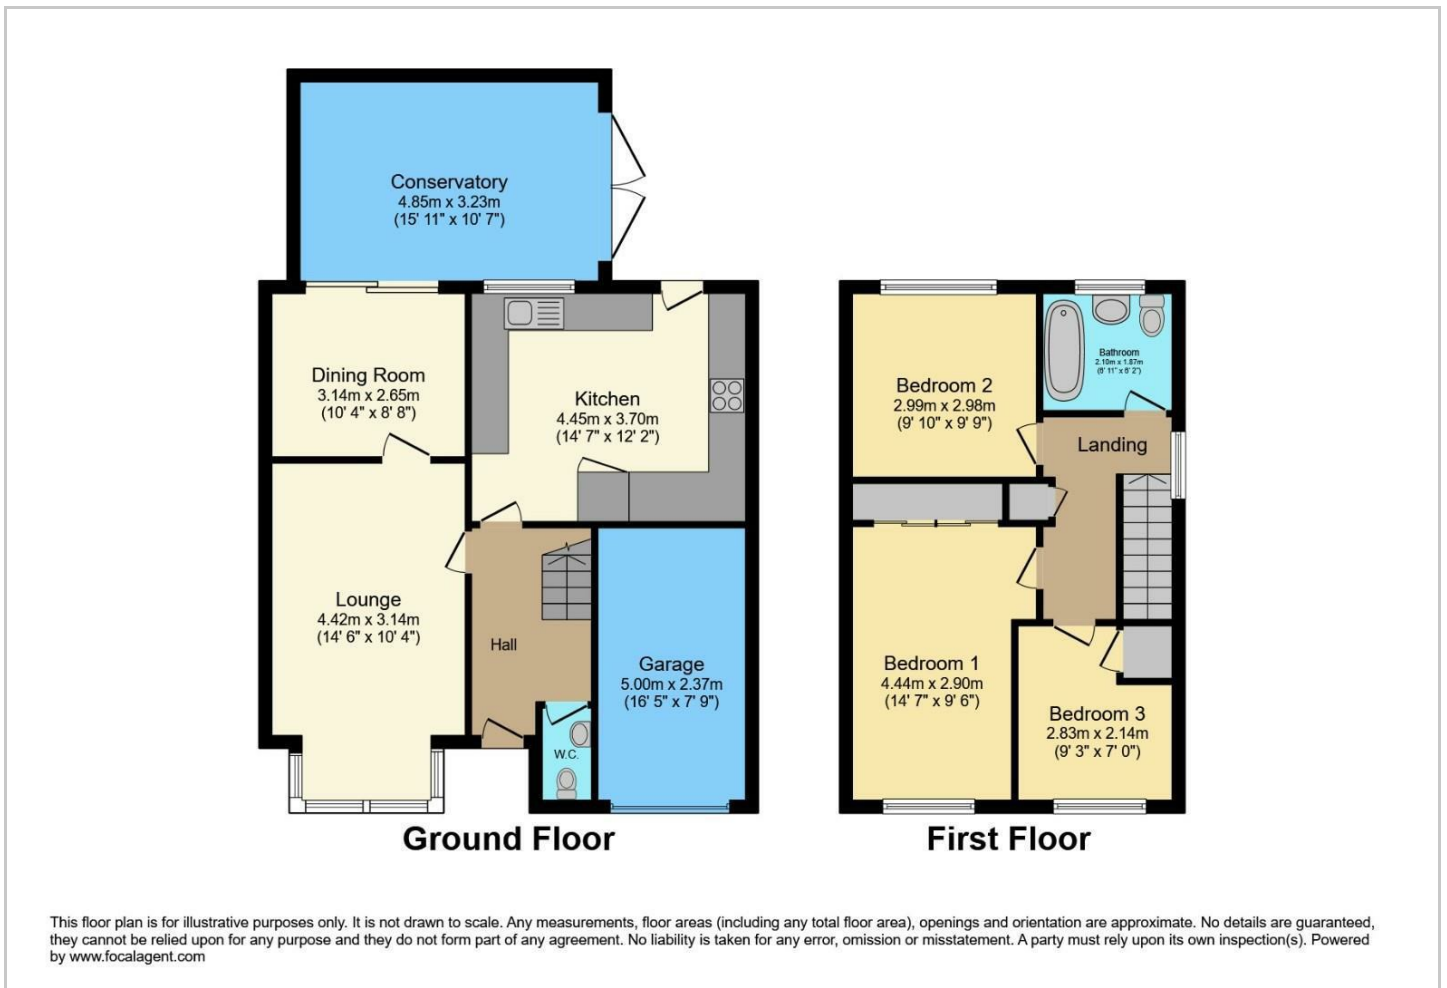 Conservatory
4.85m x 3.23m
(15' 11" x 10' 7")
Dining Room
3.14m x 2.65m
(10' 4" x 8' 8")
Kitchen
4.45m x 3.70m
(14' 7" x 12' 2")
Lounge
4.42m x 3.14m
(14' 6" x 10' 4")
Hall
Garage
5.00m x 2.37m
(16' 5" x 7' 9")
W.C.
Ground Floor
Bedroom 2
2.99m x 2.98m
(9' 10" x 9' 9")
Bathroom
2.10m x 1.87m
(6' 11" x 6' 2")
Landing
Bedroom 1
4.44m x 2.90m
(14' 7" x 9' 6")
Bedroom 3
2.83m x 2.14m
(9' 3" x 7' 0")
First Floor
This floor plan is for illustrative purposes only. It is not drawn to scale. Any measurements, floor areas (including any total floor area), openings and orientation are approximate. No details are guaranteed,
they cannot be relied upon for any purpose and they do not form part of any agreement. No liability is taken for any error, omission or misstatement. A party must rely upon its own inspection(s). Powered
by www.focalagent.com